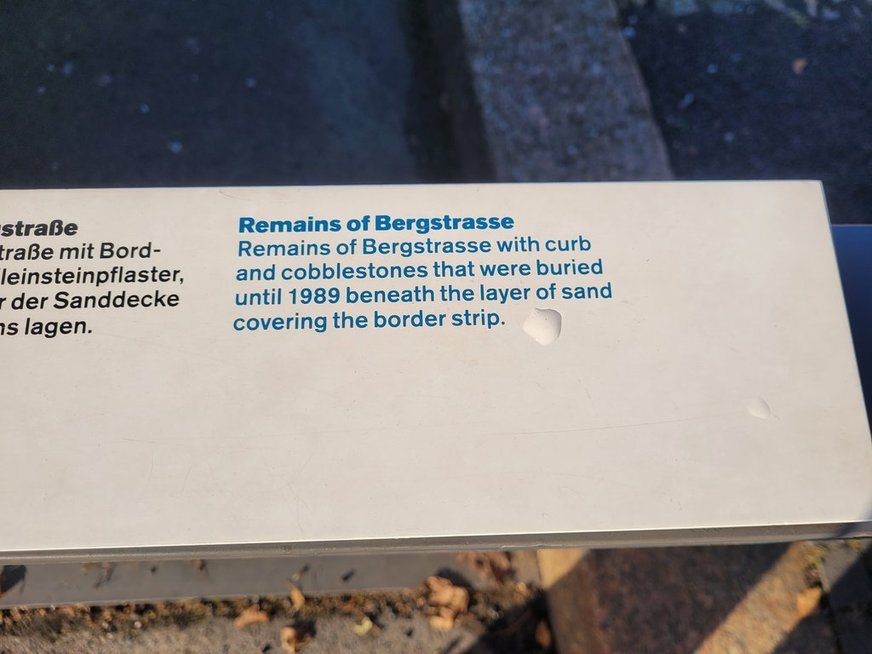 straße
traße mit Bord-
leinsteinpflaster,
r der Sanddecke
ns lagen.
Remains of Bergstrasse
Remains of Bergstrasse with curb
and cobblestones that were buried
until 1989 beneath the layer of sand
covering the border strip.